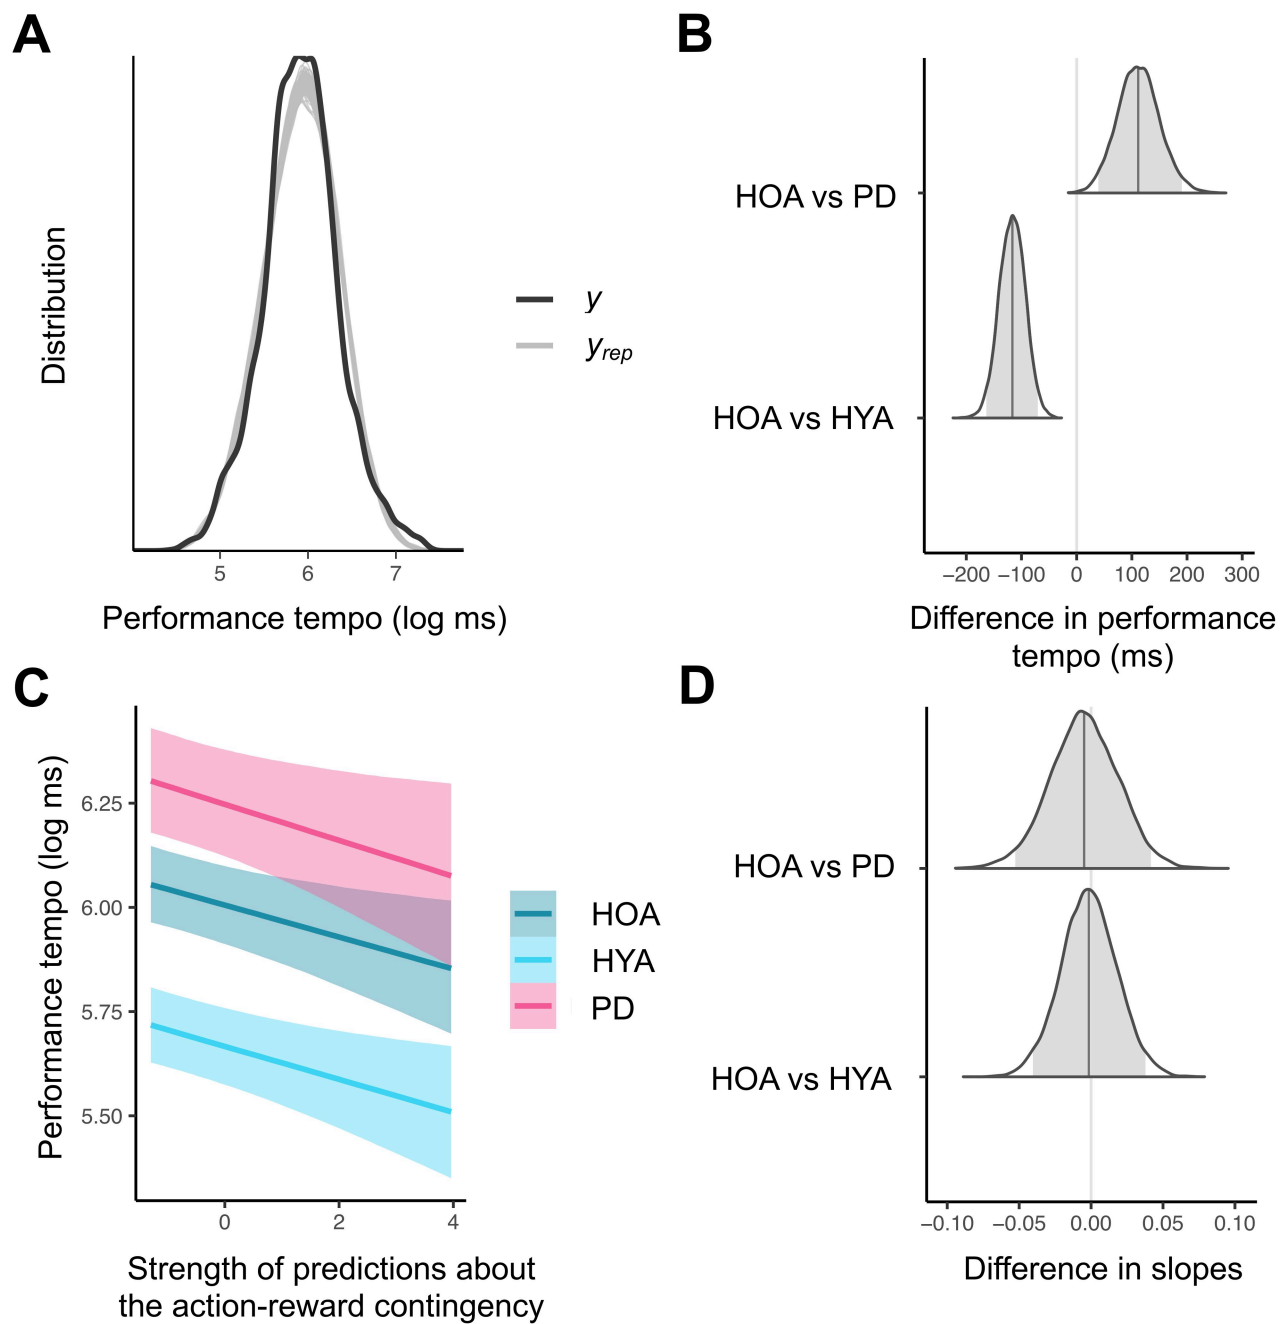 A
Distribution
5 6 7
Performance tempo (log ms)
y
yrep
B
HOA vs PD
HOA vs HYA
−200 −100 0 100 200 300
Difference in performance
tempo (ms)
C
Performance tempo (log ms)
6.25
6.00
5.75
5.50
0 2 4
Strength of predictions about
the action-reward contingency
HOA
HYA
PD
D
HOA vs PD
HOA vs HYA
−0.10 −0.05 0.00 0.05 0.10
Difference in slopes